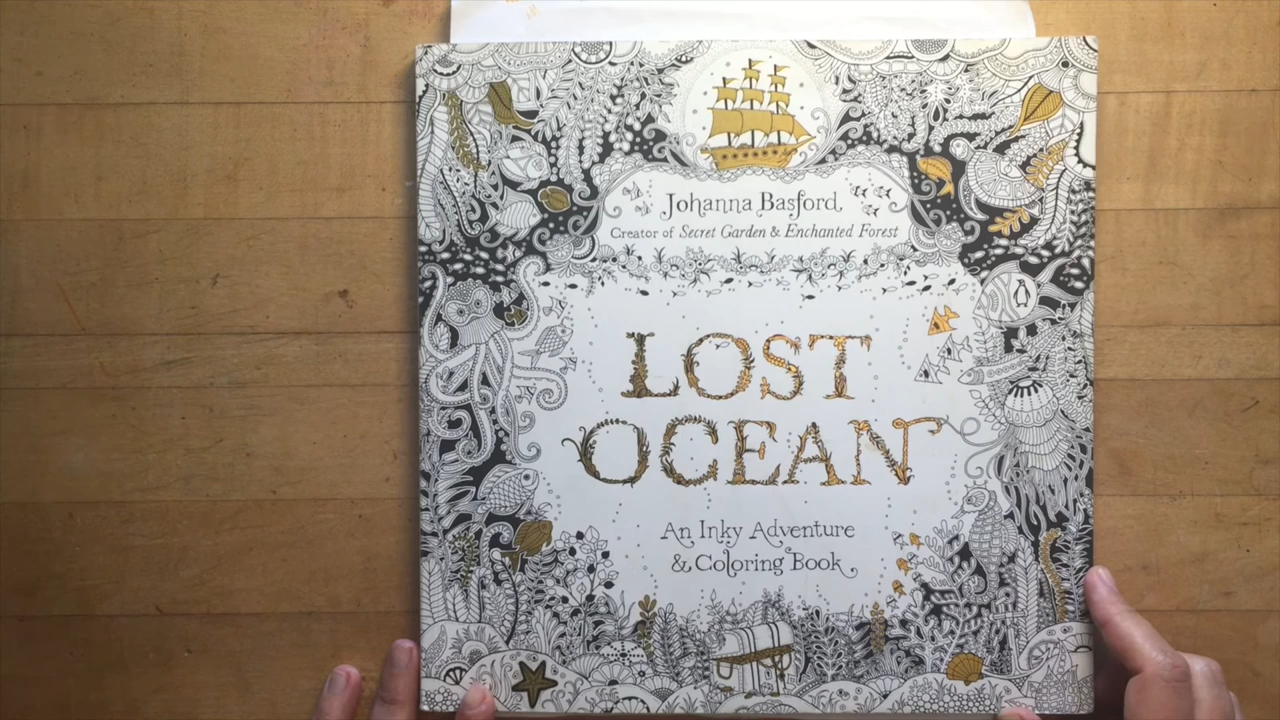 Johanna Basford
Creator of Secret Garden & Enchanted Forest
LOST
OCEAN
An Inky Adventure
& Coloring Book